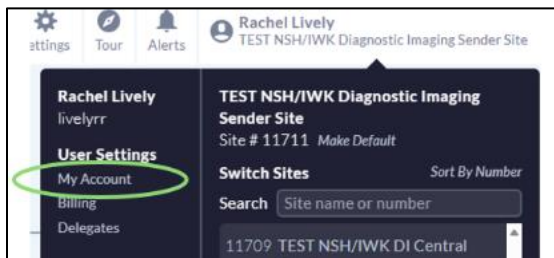 ettings Tour Alerts
Rachel Lively
TEST NSH/IWK Diagnostic Imaging Sender Site
Rachel Lively
livelyrr
User Settings
My Account
Billing
Delegates
TEST NSH/IWK Diagnostic Imaging
Sender Site
Site # 11711 Make Default
Switch Sites Sort By Number
Search Site name or number
11709 TEST NSH/IWK DI Central